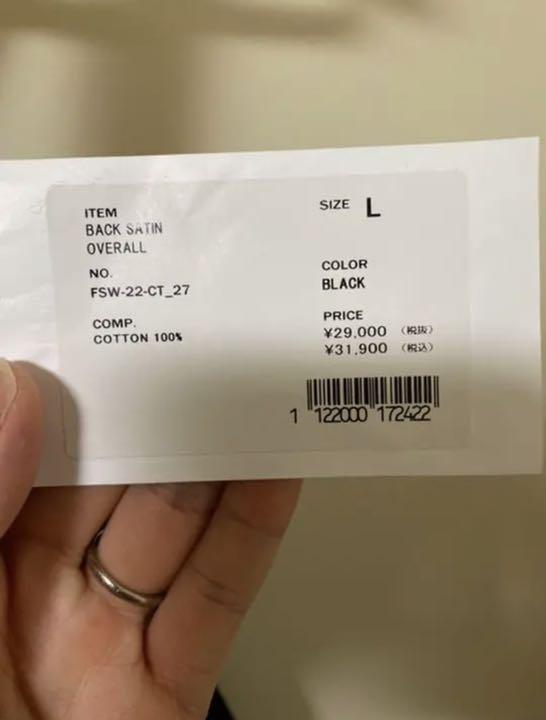 ITEM
BACK SATIN
OVERALL
NO.
FSW-22-CT_27
COMP.
COTTON 100%
SIZE L
COLOR
BLACK
PRICE
¥29,000 (税抜)
¥31,900 (税込)
1 122000 172422